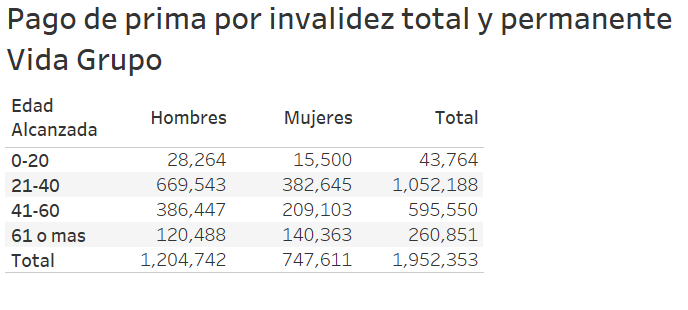 Pago de prima por invalidez total y permanente
Vida Grupo
Edad
Alcanzada Hombres Mujeres Total
0-20 28,264 15,500 43,764
21-40 669,543 382,645 1,052,188
41-60 386,447 209,103 595,550
61 o mas 120,488 140,363 260,851
Total 1,204,742 747,611 1,952,353